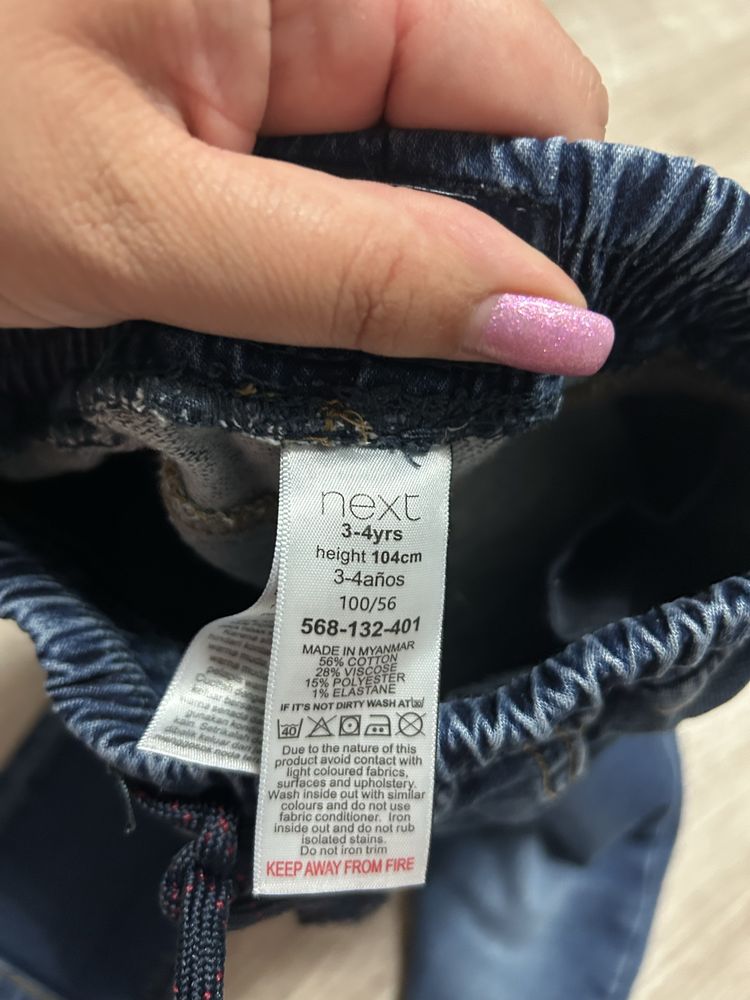 next
3-4yrs
height 104cm
3-4años
100/56
568-132-401
MADE IN MYANMAR
56% COTTON
28% VISCOSE
15% POLYESTER
1% ELASTANE
IF IT'S NOT DIRTY WASH AT
40
Due to the nature of this
product avoid contact with
light coloured fabrics,
surfaces and upholstery.
Wash inside out with similar
colours and do not use
fabric conditioner. Iron
inside out and do not rub
isolated stains.
Do not iron trim
KEEP AWAY FROM FIRE